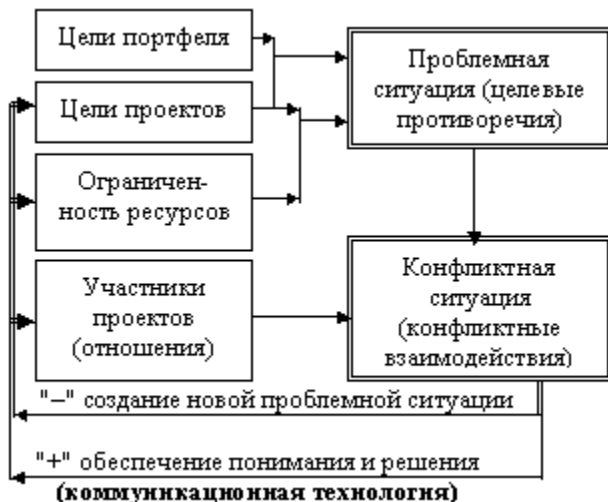 Цели портфеля
Цели проектов
Ограничен-
ность ресурсов
Участники
проектов
(отношения)
Проблемная
ситуация (целевые
противоречия)
Конфликтная
ситуация
(конфликтные
взаимодействия)
"–" создание новой проблемной ситуации
"+" обеспечение понимания и решения
(коммуникационная технология)